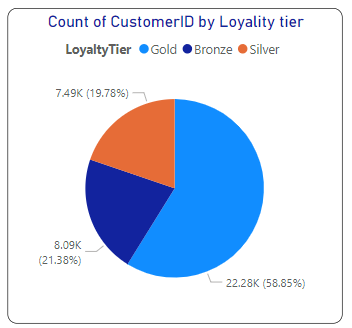 Count of CustomerID by Loyality tier
LoyaltyTier Gold Bronze Silver
7.49K (19.78%)
8.09K
(21.38%)
22.28K (58.85%)